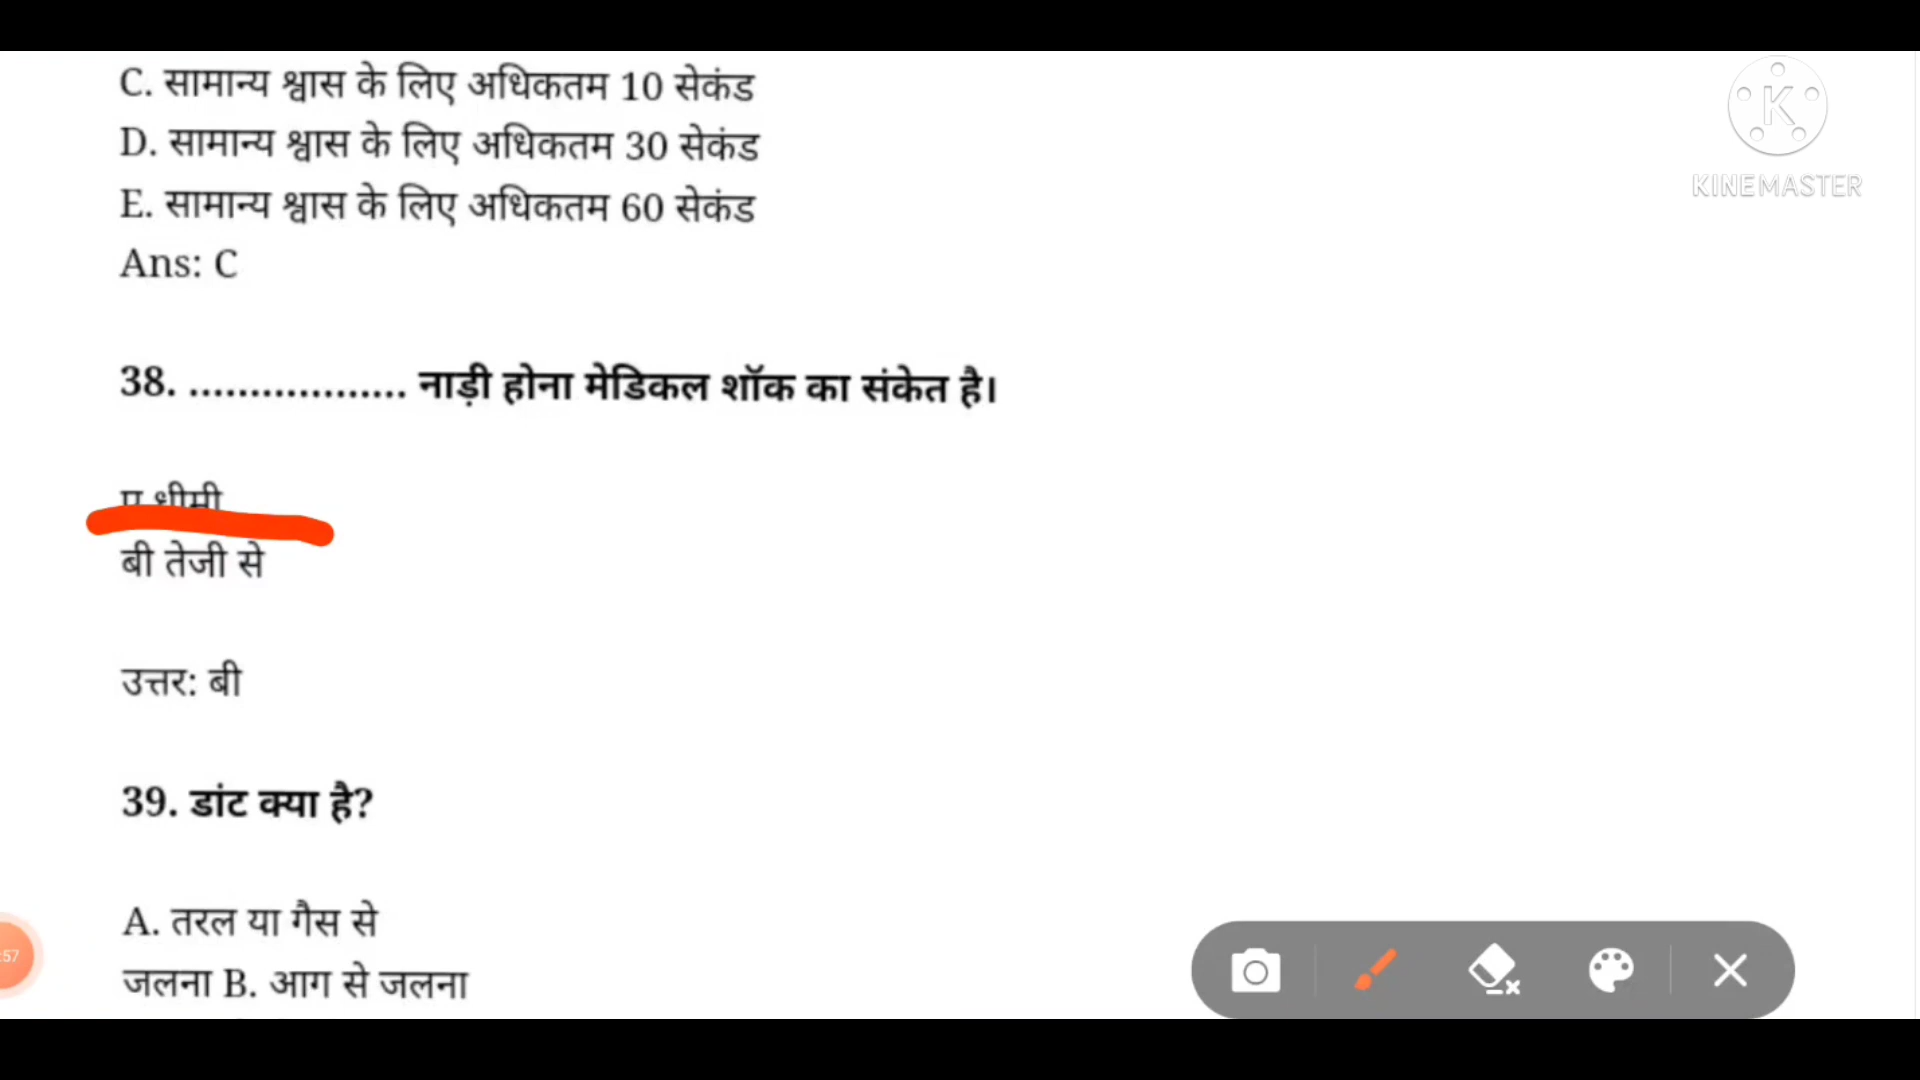 C. सामान्य श्वास के लिए अधिकतम 10 सेकंड
D. सामान्य श्वास के लिए अधिकतम 30 सेकंड
E. सामान्य श्वास के लिए अधिकतम 60 सेकंड
Ans: C
38. .................. नाड़ी होना मेडिकल शॉक का संकेत है।
ए धीमी
बी तेजी से
उत्तर: बी
39. डांट क्या है?
A. तरल या गैस से
जलना B. आग से जलना
K
KINEMASTER
:57